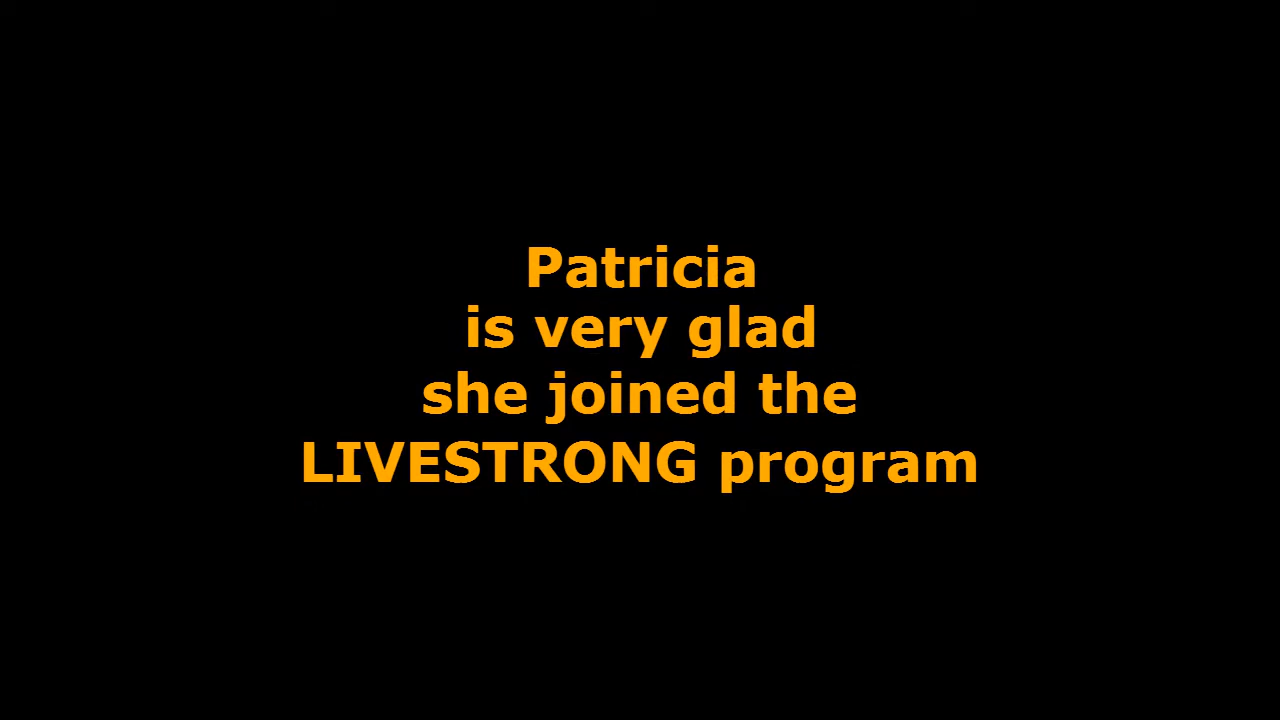 Patricia
is very glad
she joined the
LIVESTRONG program